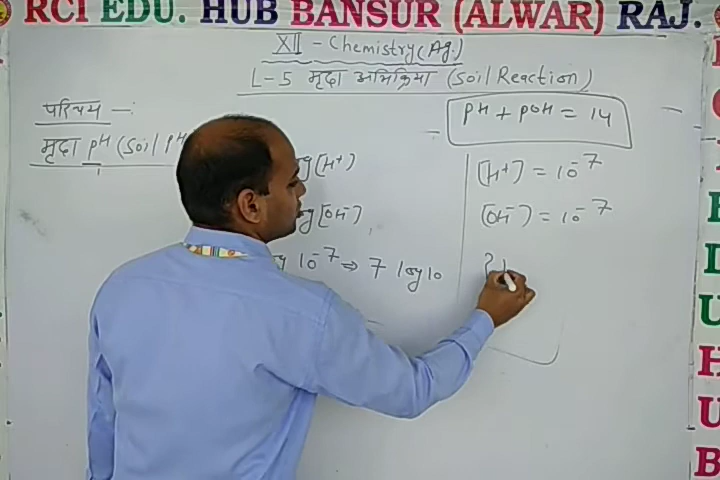 RCI EDU. HUB BANSUR (ALWAR) RAJ.
XII - Chemistry (Ag.)
L-5 मृदा अभिक्रिया (Soil Reaction)
परिचय -:
pH + pOH = 14
मृदा pH (Soil pH
[H+]
[H+] = 10-7
[OH-]
[OH-] = 10-7
10-7 ⇒ 7 log10